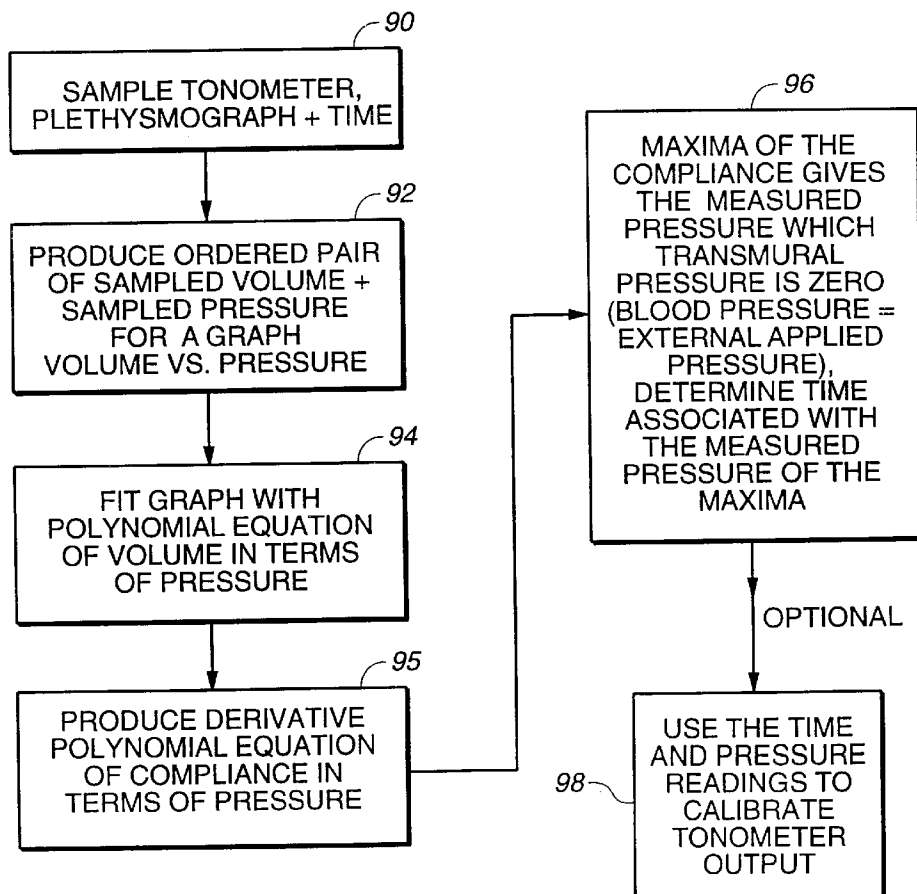 90
SAMPLE TONOMETER,
PLETHYSMOGRAPH + TIME
92
PRODUCE ORDERED PAIR
OF SAMPLED VOLUME +
SAMPLED PRESSURE
FOR A GRAPH
VOLUME VS. PRESSURE
94
FIT GRAPH WITH
POLYNOMIAL EQUATION
OF VOLUME IN TERMS
OF PRESSURE
95
PRODUCE DERIVATIVE
POLYNOMIAL EQUATION
OF COMPLIANCE IN
TERMS OF PRESSURE
96
MAXIMA OF THE
COMPLIANCE GIVES
THE MEASURED
PRESSURE WHICH
TRANSMURAL
PRESSURE IS ZERO
(BLOOD PRESSURE =
EXTERNAL APPLIED
PRESSURE),
DETERMINE TIME
ASSOCIATED WITH
THE MEASURED
PRESSURE OF THE
MAXIMA
OPTIONAL
98
USE THE TIME
AND PRESSURE
READINGS TO
CALIBRATE
TONOMETER
OUTPUT